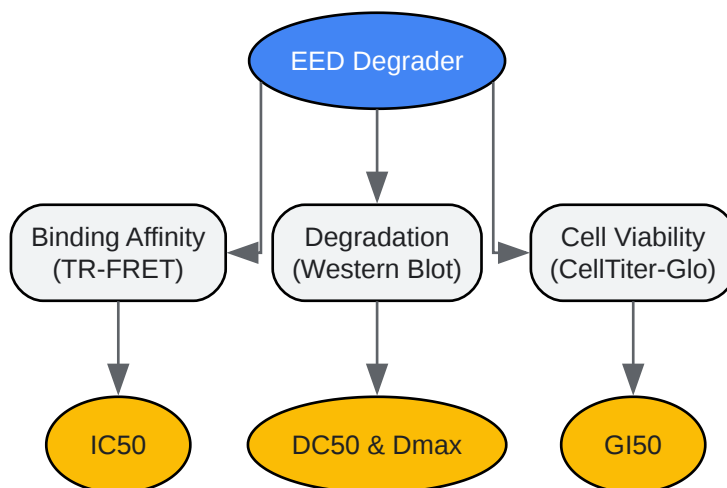 EED Degrader
Binding Affinity
(TR-FRET)
Degradation
(Western Blot)
Cell Viability
(CellTiter-Glo)
IC50
DC50 & Dmax
GI50